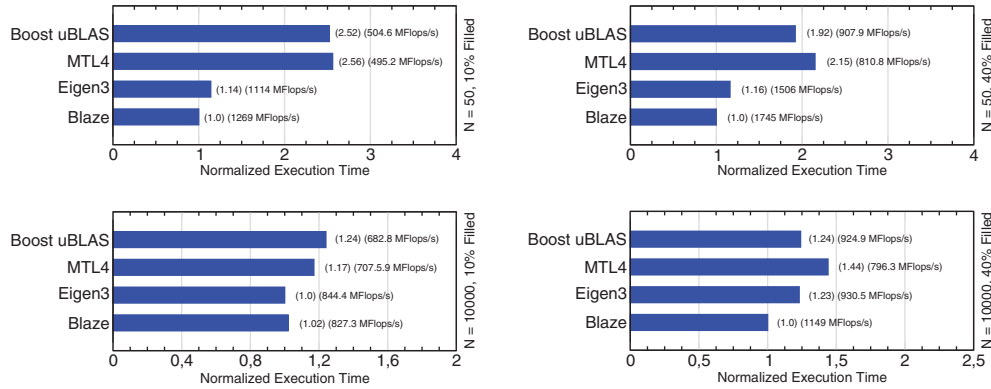 Boost uBLAS (2.52) (504.6 MFlops/s)
MTL4 (2.56) (495.2 MFlops/s)
Eigen3 (1.14) (1114 MFlops/s)
Blaze (1.0) (1269 MFlops/s)
0 1 2 3 4
Normalized Execution Time
N = 50, 10% Filled
Boost uBLAS (1.92) (907.9 MFlops/s)
MTL4 (2.15) (810.8 MFlops/s)
Eigen3 (1.16) (1506 MFlops/s)
Blaze (1.0) (1745 MFlops/s)
0 1 2 3 4
Normalized Execution Time
N = 50, 40% Filled
Boost uBLAS (1.24) (682.8 MFlops/s)
MTL4 (1.17) (707.5.9 MFlops/s)
Eigen3 (1.0) (844.4 MFlops/s)
Blaze (1.02) (827.3 MFlops/s)
0 0,4 0,8 1,2 1,6 2
Normalized Execution Time
N = 10000, 10% Filled
Boost uBLAS (1.24) (924.9 MFlops/s)
MTL4 (1.44) (796.3 MFlops/s)
Eigen3 (1.23) (930.5 MFlops/s)
Blaze (1.0) (1149 MFlops/s)
0 0,5 1 1,5 2 2,5
Normalized Execution Time
N = 10000, 40% Filled